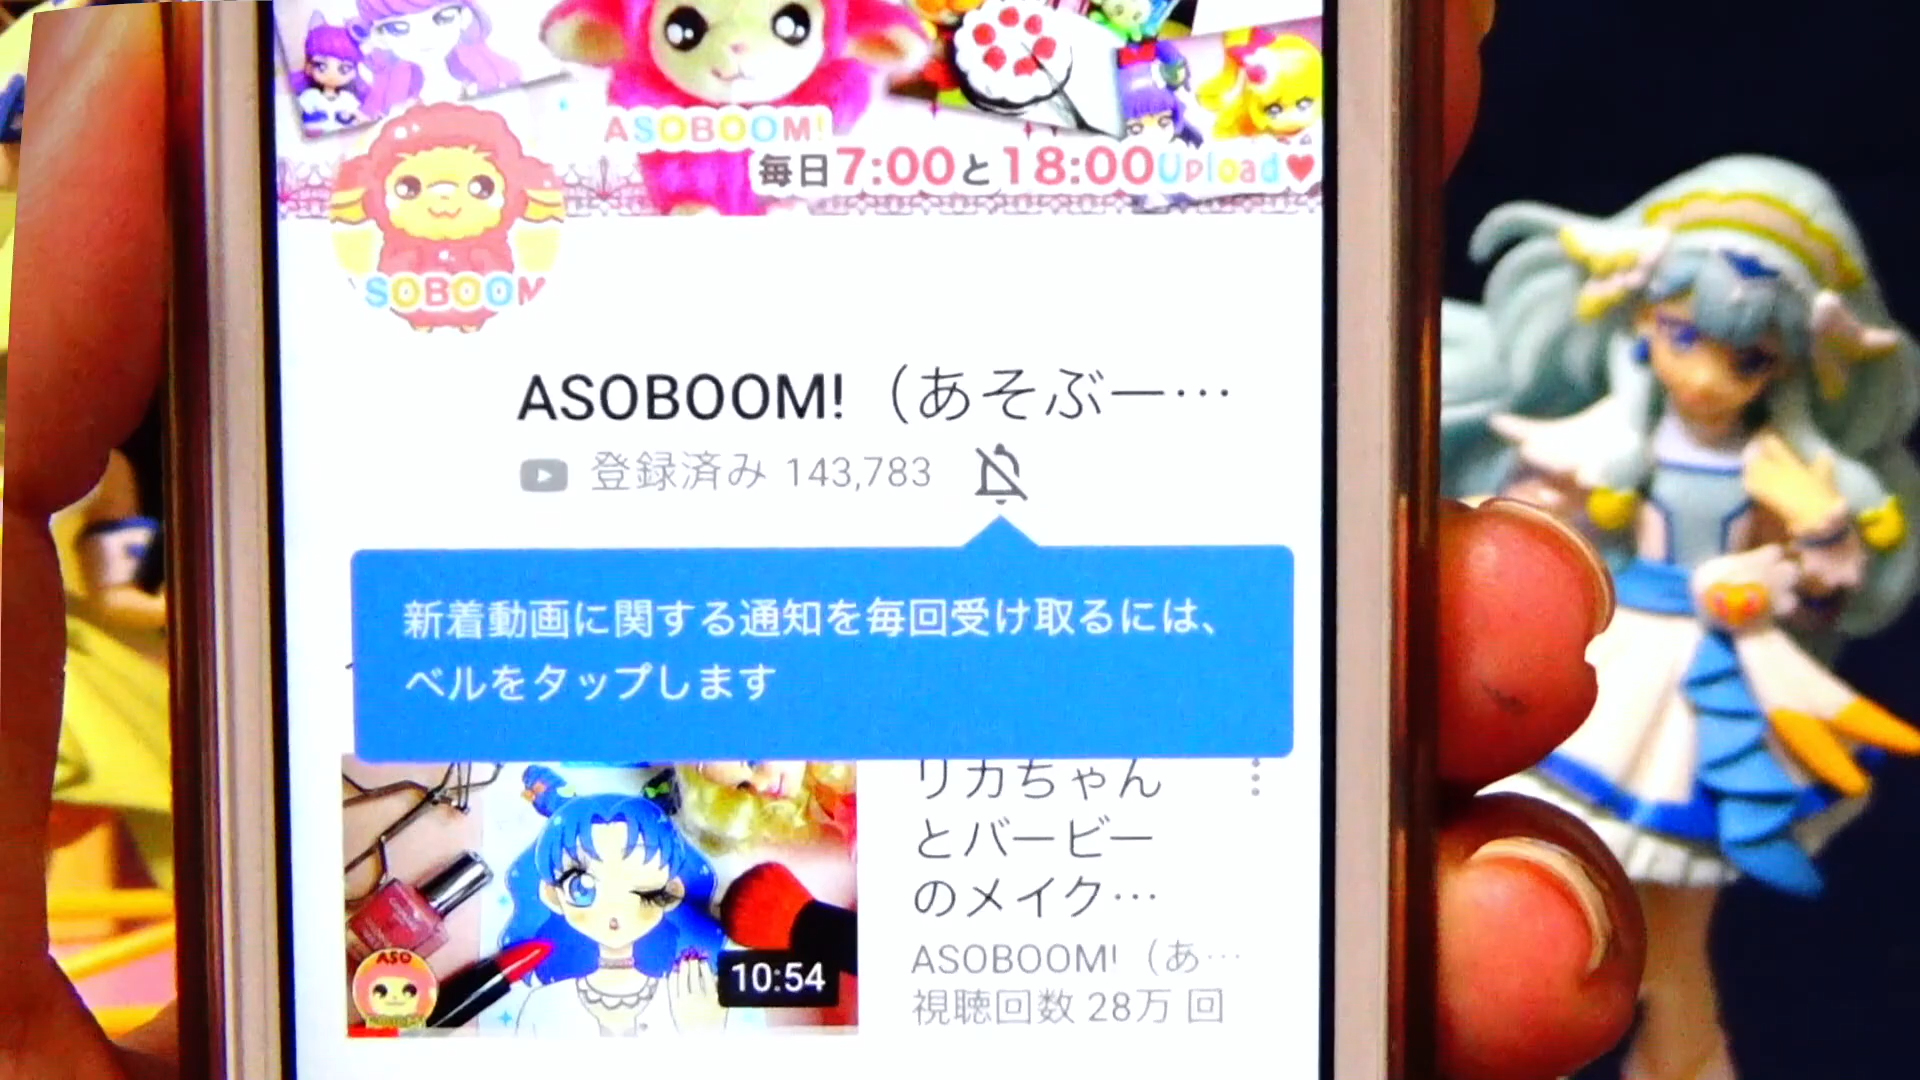 ASOBOOM!
毎日7:00と18:00Upload♥
SOBOOM
ASOBOOM!（あそぶー…
登録済み 143,783
新着動画に関する通知を毎回受け取るには、
ベルをタップします
リカちゃん
とバービー
のメイク…
ASO
10:54
ASOBOOM!（あ…
視聴回数 28万 回